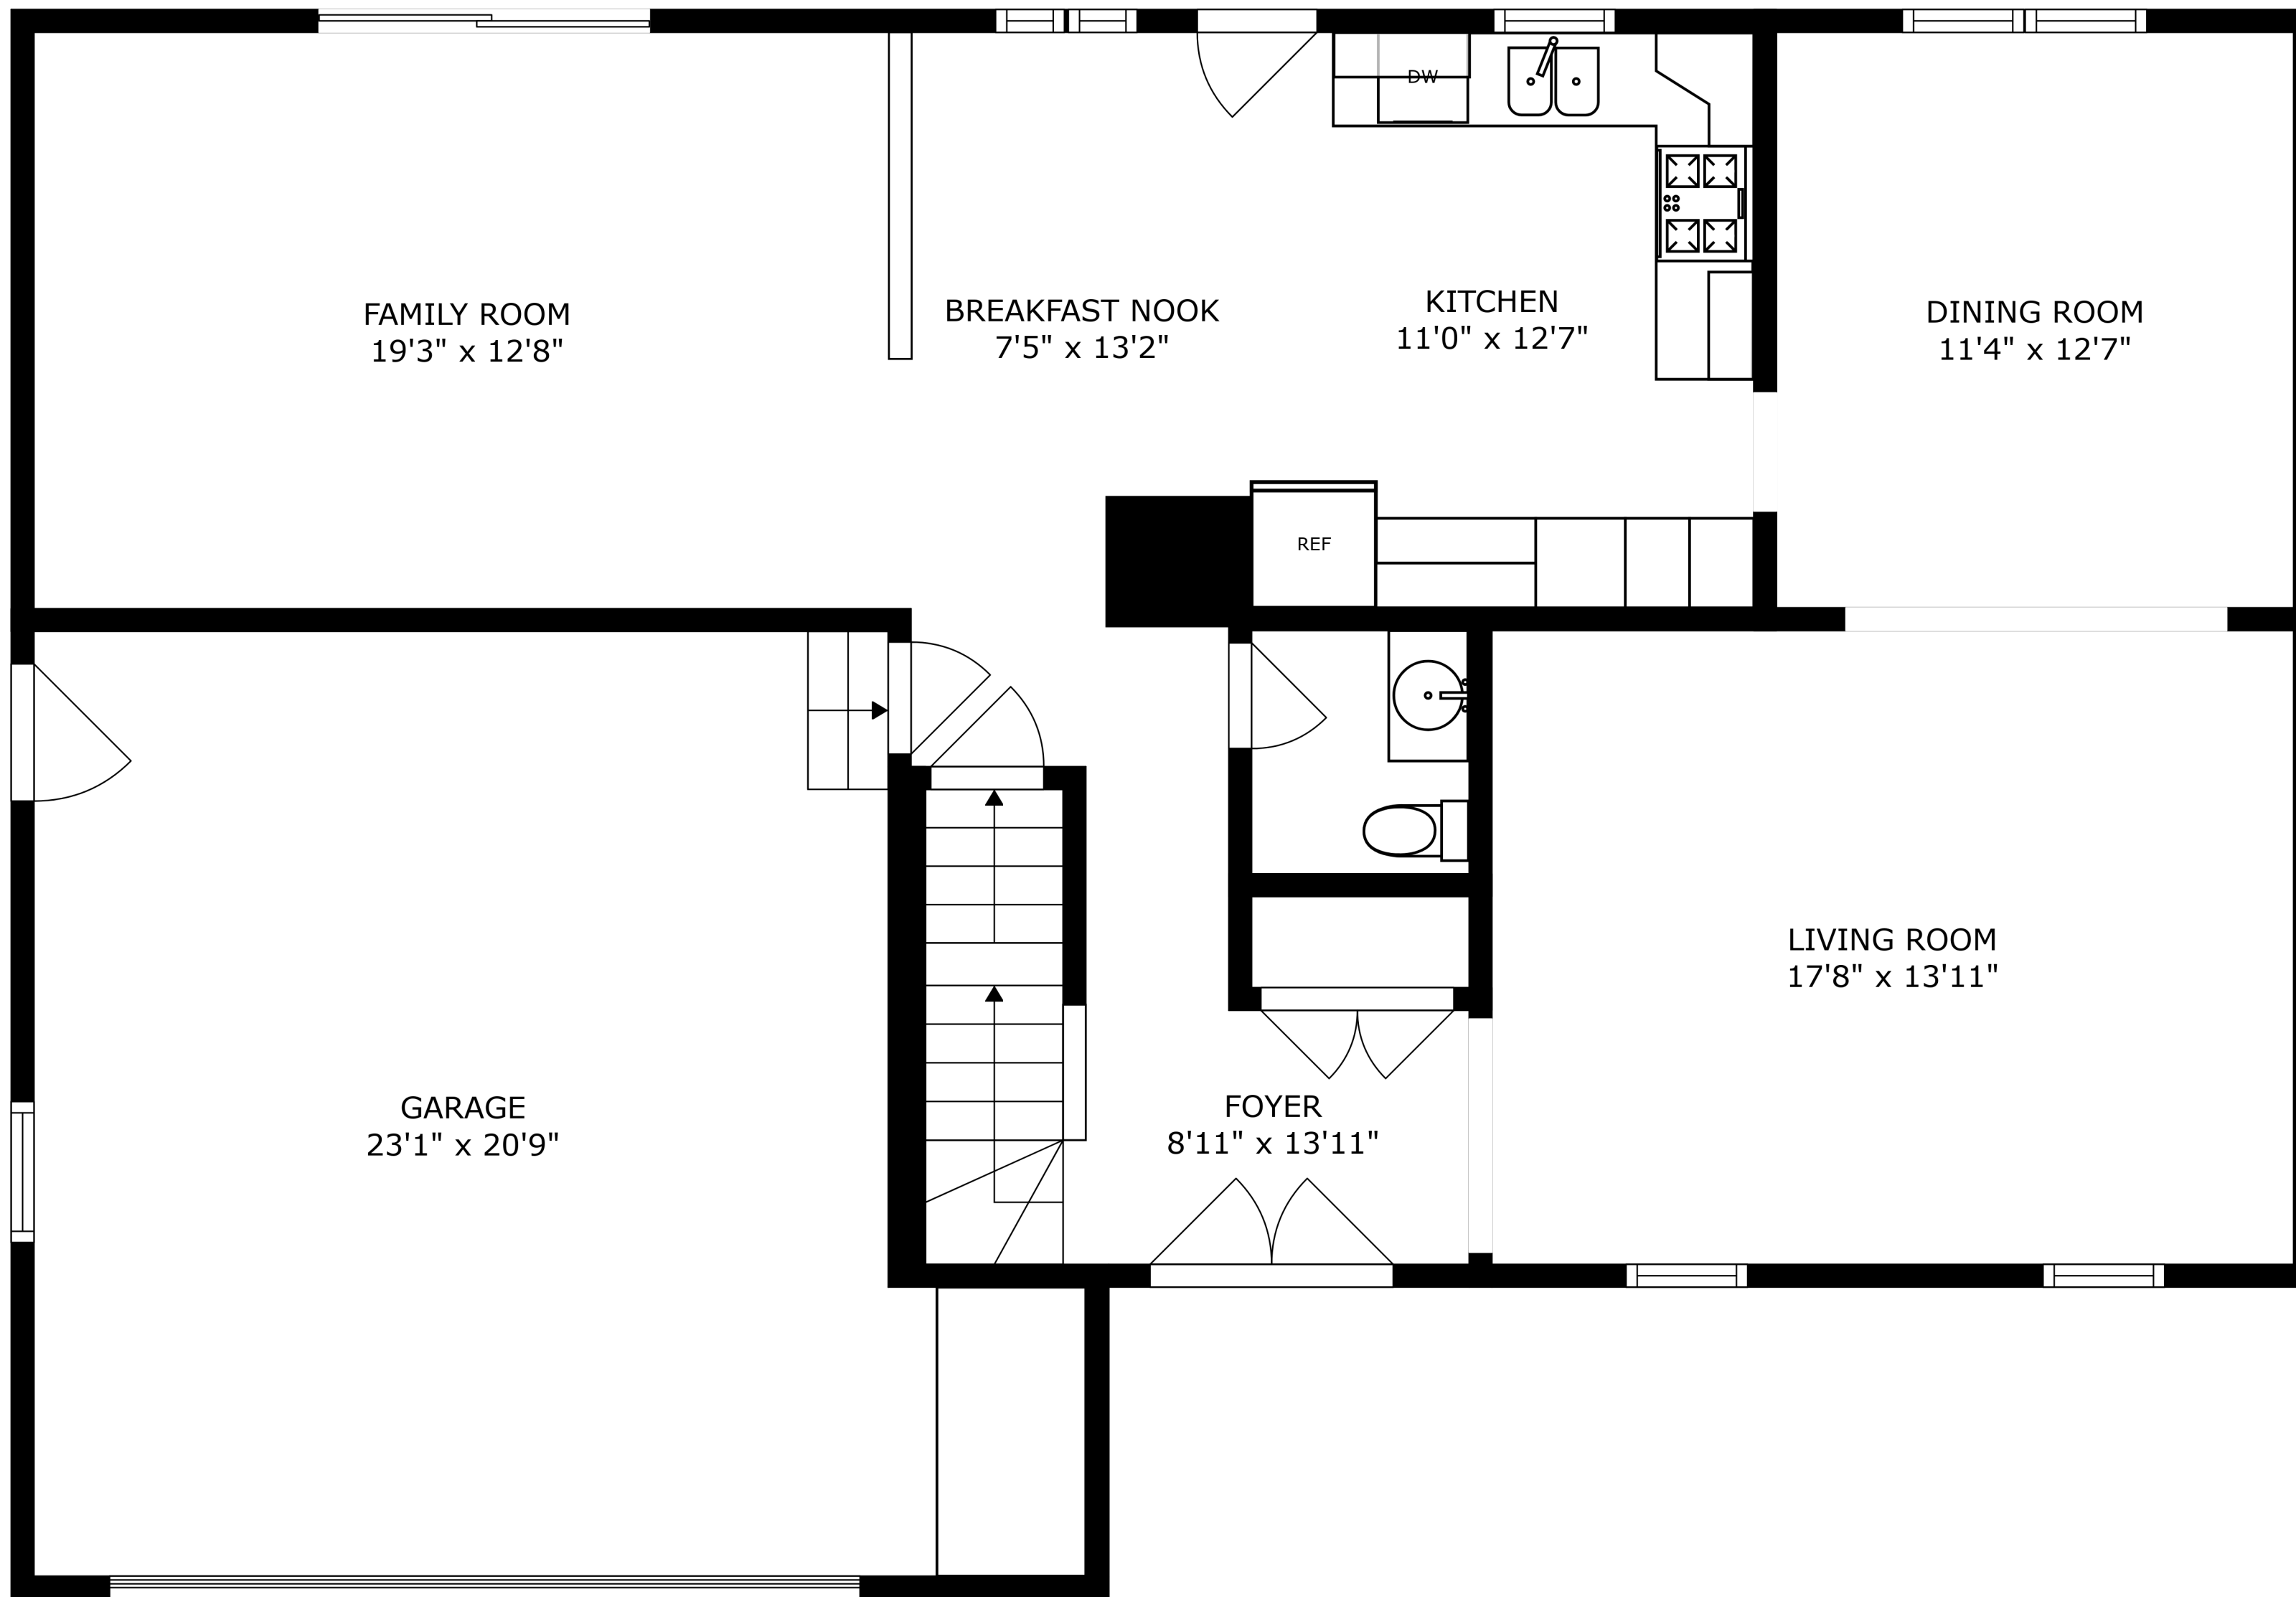 DW
FAMILY ROOM
19'3" x 12'8"
BREAKFAST NOOK
7'5" x 13'2"
KITCHEN
11'0" x 12'7"
DINING ROOM
11'4" x 12'7"
REF
LIVING ROOM
17'8" x 13'11"
GARAGE
23'1" x 20'9"
FOYER
8'11" x 13'11"